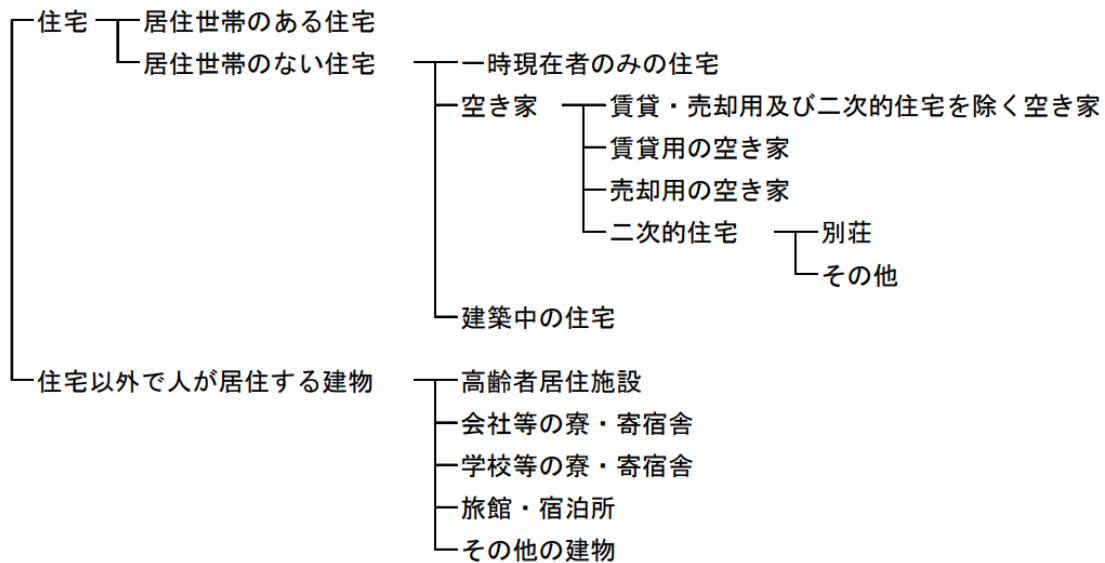 住宅 居住世帯のある住宅
居住世帯のない住宅 一時現在者のみの住宅
空き家 賃貸・売却用及び二次的住宅を除く空き家
賃貸用の空き家
売却用の空き家
二次的住宅 別荘
その他
建築中の住宅
住宅以外で人が居住する建物 高齢者居住施設
会社等の寮・寄宿舎
学校等の寮・寄宿舎
旅館・宿泊所
その他の建物